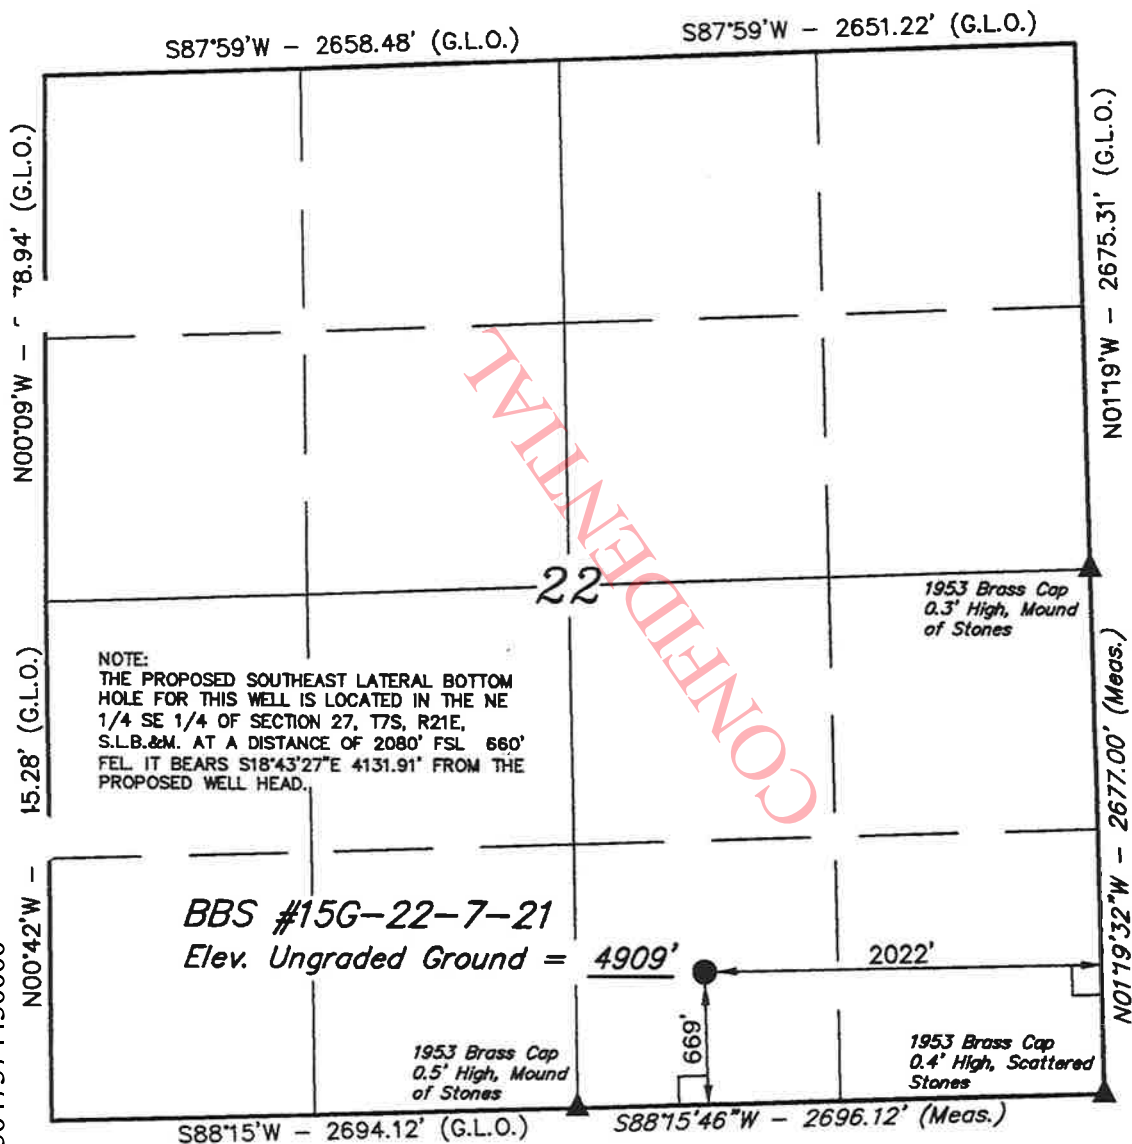 S87°59'W - 2658.48' (G.L.O.)
S87°59'W - 2651.22' (G.L.O.)
N00°09'W - 78.94' (G.L.O.)
N01°19'W - 2675.31' (G.L.O.)
CONFIDENTIAL
22
1953 Brass Cap
0.3' High, Mound
of Stones
NOTE:
THE PROPOSED SOUTHEAST LATERAL BOTTOM
HOLE FOR THIS WELL IS LOCATED IN THE NE
1/4 SE 1/4 OF SECTION 27, T7S, R21E,
S.L.B.&M. AT A DISTANCE OF 2080' FSL 660'
FEL. IT BEARS S18°43'27"E 4131.91' FROM THE
PROPOSED WELL HEAD.
N00°42'W - 15.28' (G.L.O.)
N01°19'32"W - 2677.00' (Meas.)
BBS #15G-22-7-21
Elev. Ungraded Ground = 4909'
2022'
669'
1953 Brass Cap
0.5' High, Mound
of Stones
1953 Brass Cap
0.4' High, Scattered
Stones
S88°15'W - 2694.12' (G.L.O.)
S88°15'46"W - 2696.12' (Meas.)